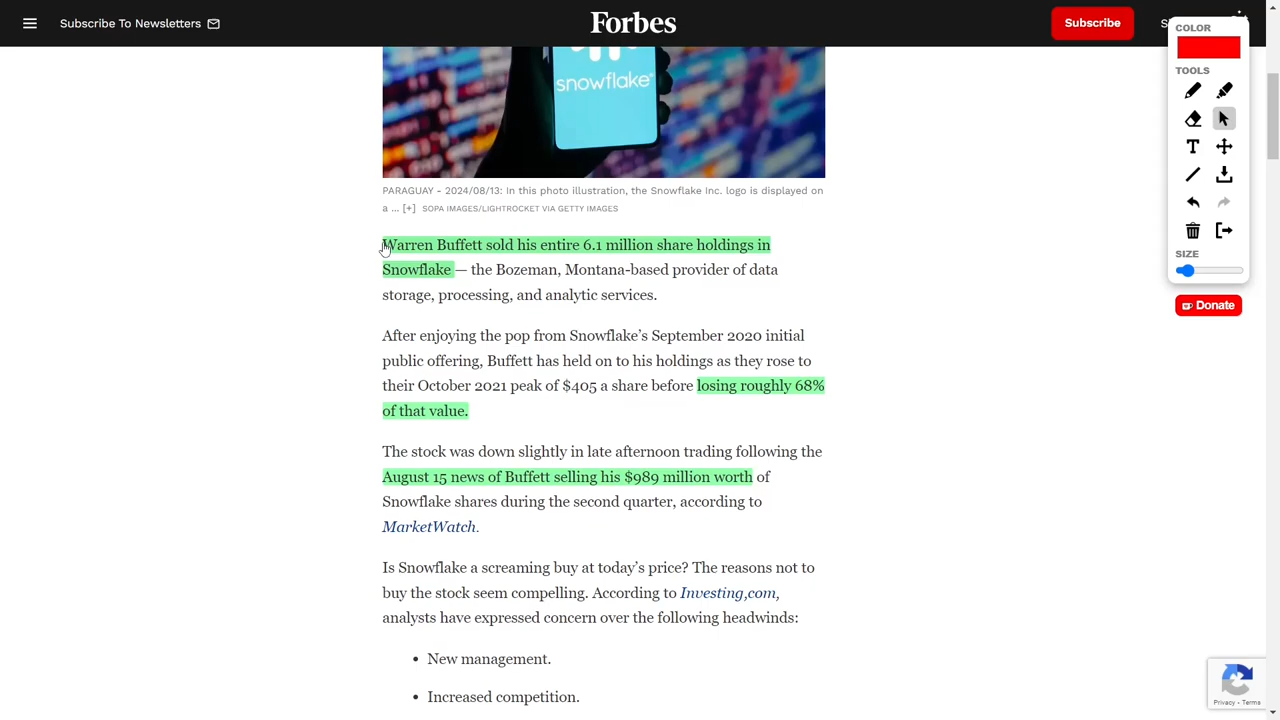 Subscribe To Newsletters
Forbes
Subscribe
S
COLOR
TOOLS
SIZE
Donate
snowflake®
PARAGUAY - 2024/08/13: In this photo illustration, the Snowflake Inc. logo is displayed on
a ... [+] SOPA IMAGES/LIGHTROCKET VIA GETTY IMAGES
Warren Buffett sold his entire 6.1 million share holdings in
Snowflake — the Bozeman, Montana-based provider of data
storage, processing, and analytic services.
After enjoying the pop from Snowflake’s September 2020 initial
public offering, Buffett has held on to his holdings as they rose to
their October 2021 peak of $405 a share before losing roughly 68%
of that value.
The stock was down slightly in late afternoon trading following the
August 15 news of Buffett selling his $989 million worth of
Snowflake shares during the second quarter, according to
MarketWatch.
Is Snowflake a screaming buy at today’s price? The reasons not to
buy the stock seem compelling. According to Investing,com,
analysts have expressed concern over the following headwinds:
• New management.
• Increased competition.
Privacy - Terms